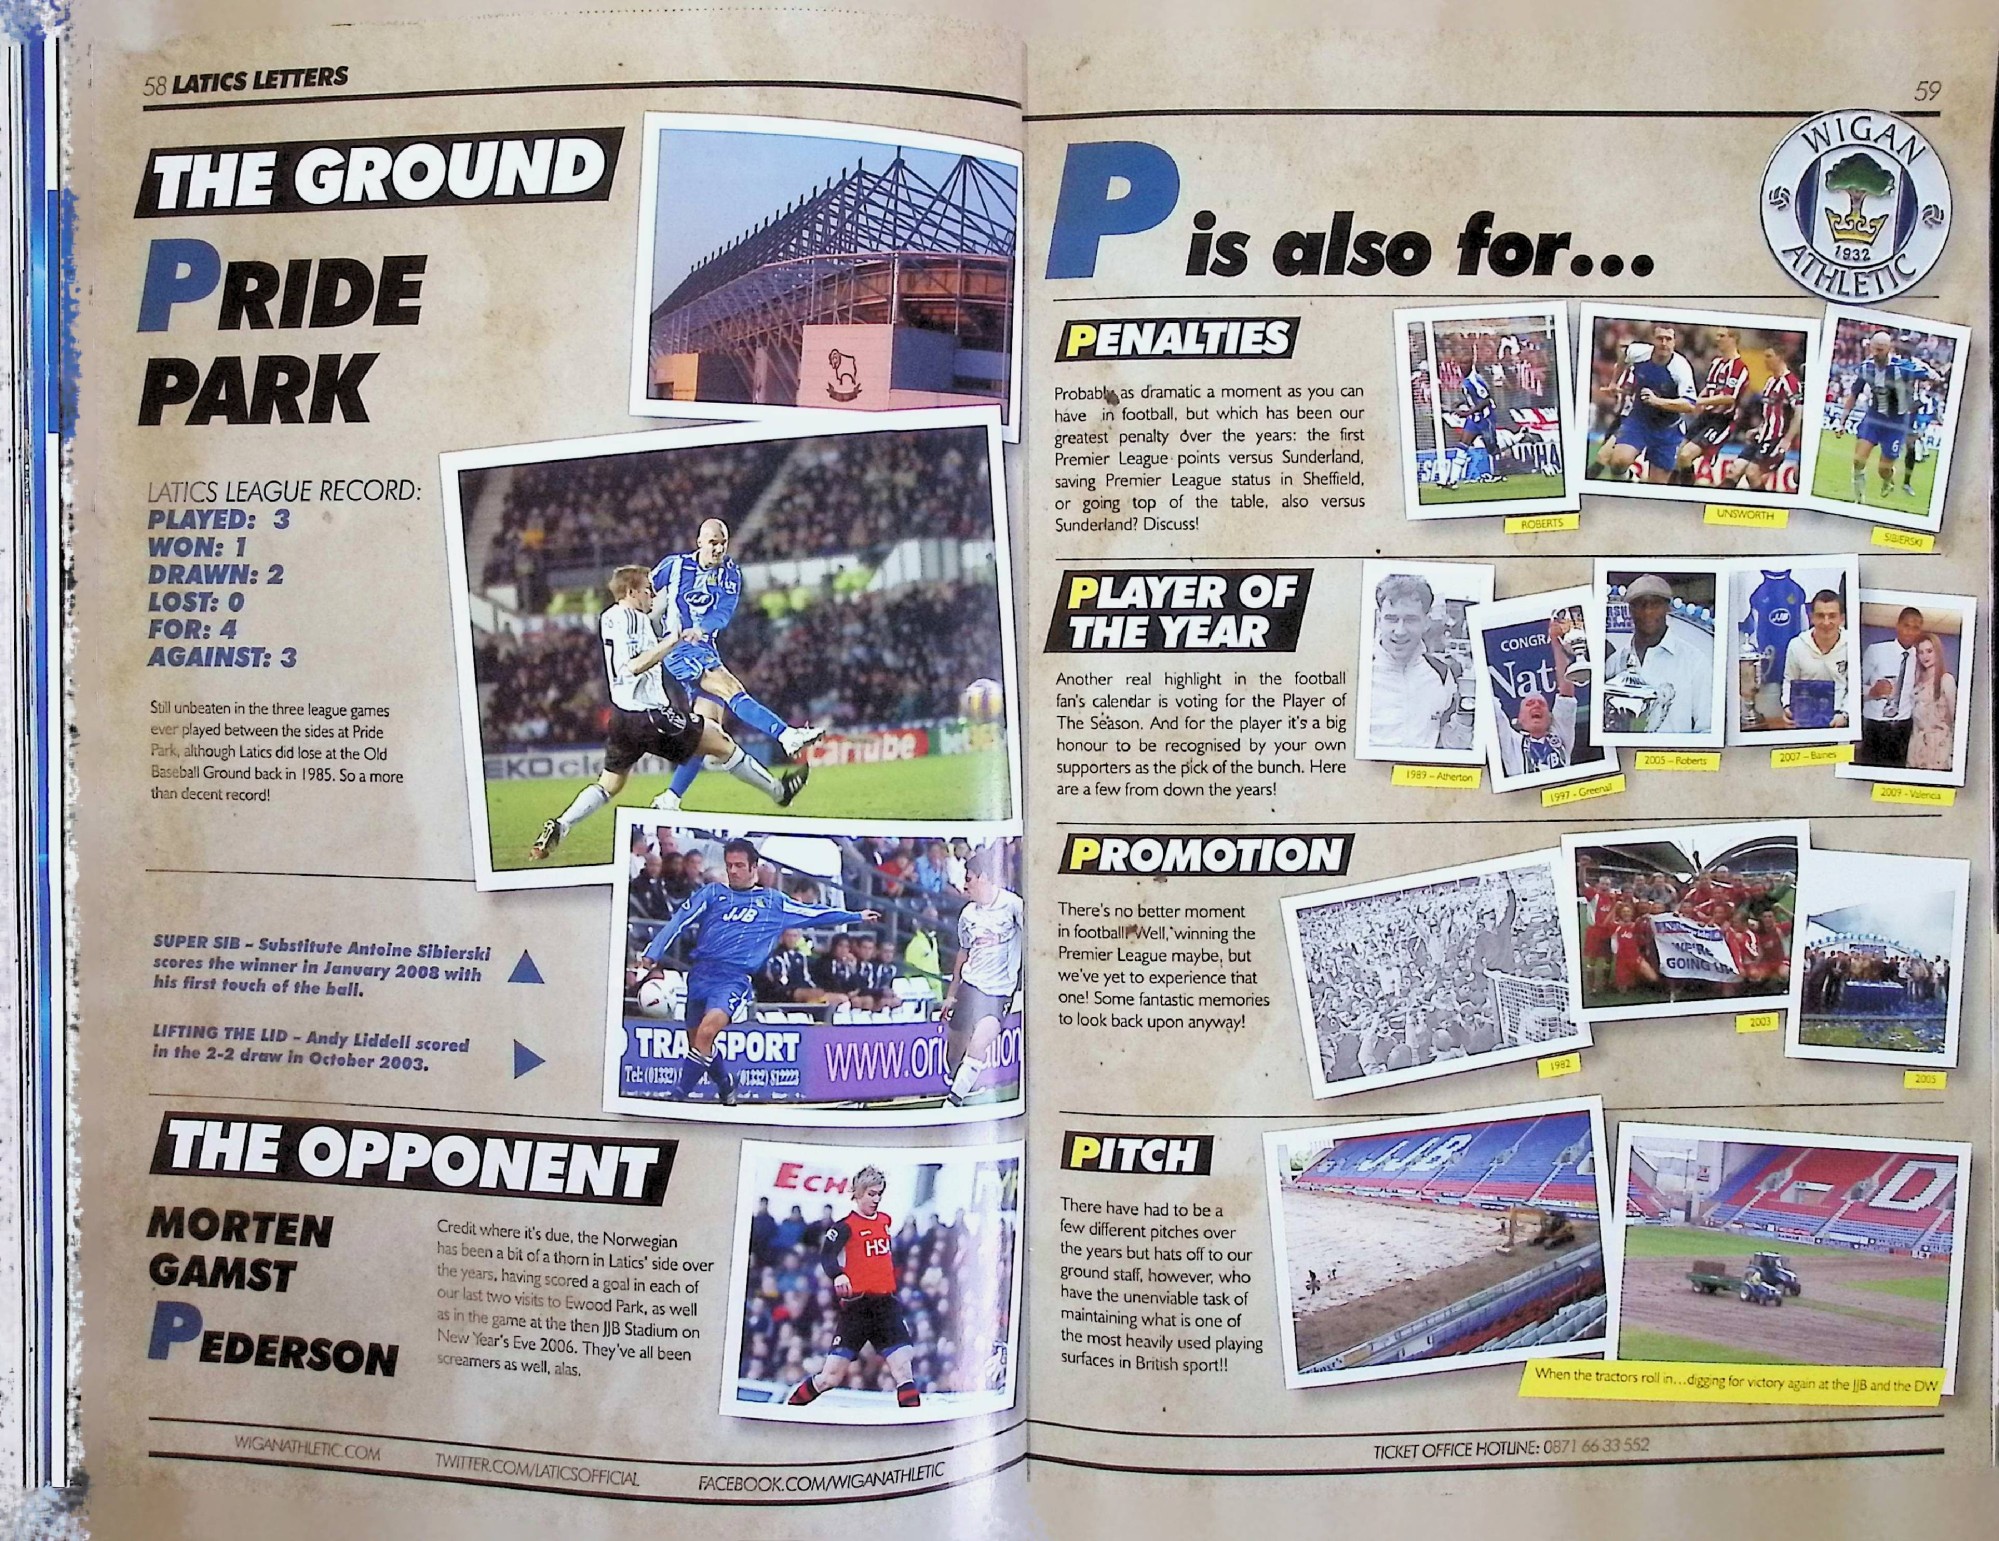 58 LATICS LETTERS
THE GROUND
PRIDE
PARK
LATICS LEAGUE RECORD:
PLAYED: 3
WON: 1
DRAWN: 2
LOST: 0
FOR: 4
AGAINST: 3
Still unbeaten in the three league games
ever played between the sides at Pride
Park, although Latics did lose at the Old
Baseball Ground back in 1985. So a more
than decent record!
SUPER SIB – Substitute Antoine Sibierski
scores the winner in January 2008 with
his first touch of the ball.
LIFTING THE LID – Andy Liddell scored
in the 2-2 draw in October 2003.
JJB
TRANSPORT
Tel: (01332) (01332) 812223
www.ori
THE OPPONENT
MORTEN
GAMST
PEDERSON
Credit where it's due, the Norwegian
has been a bit of a thorn in Latics' side over
the years, having scored a goal in each of
our last two visits to Ewood Park, as well
as in the game at the then JJB Stadium on
New Year's Eve 2006. They've all been
screamers as well, alas.
WIGANATHLETIC.COM
TWITTER.COM/LATICSOFFICIAL
FACEBOOK.COM/WIGANATHLETIC
59
P is also for...
WIGAN
ATHLETIC
1932
PENALTIES
Probably as dramatic a moment as you can
have in football, but which has been our
greatest penalty over the years: the first
Premier League points versus Sunderland,
saving Premier League status in Sheffield,
or going top of the table, also versus
Sunderland? Discuss!
ROBERTS
UNSWORTH
SIBIERSKI
PLAYER OF
THE YEAR
Another real highlight in the football
fan's calendar is voting for the Player of
The Season. And for the player it's a big
honour to be recognised by your own
supporters as the pick of the bunch. Here
are a few from down the years!
CONGRA
Nat
JJB
1989 – Atherton
1997 – Greenall
2005 – Roberts
2007 – Baines
2009 – Valencia
PROMOTION
There's no better moment
in football! Well, winning the
Premier League maybe, but
we've yet to experience that
one! Some fantastic memories
to look back upon anyway!
WE'RE
GOING UP
1982
2003
2005
PITCH
There have had to be a
few different pitches over
the years but hats off to our
ground staff, however, who
have the unenviable task of
maintaining what is one of
the most heavily used playing
surfaces in British sport!!
JJB
D
When the tractors roll in...digging for victory again at the JJB and the DW
TICKET OFFICE HOTLINE: 0871 66 33 552